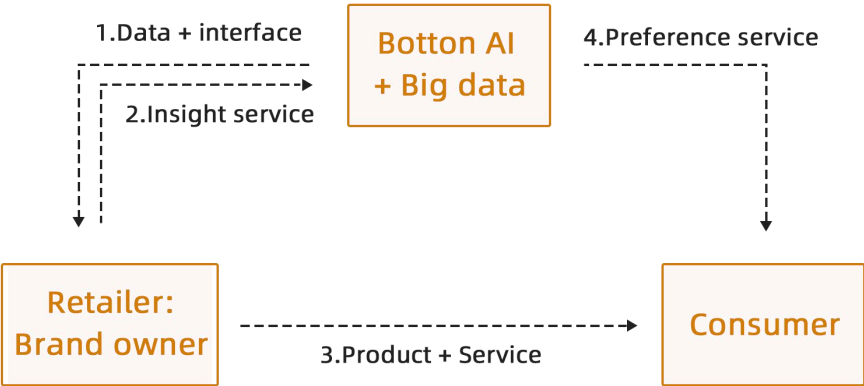 1.Data + interface
Botton AI
+ Big data
4.Preference service
2.Insight service
Retailer:
Brand owner
3.Product + Service
Consumer